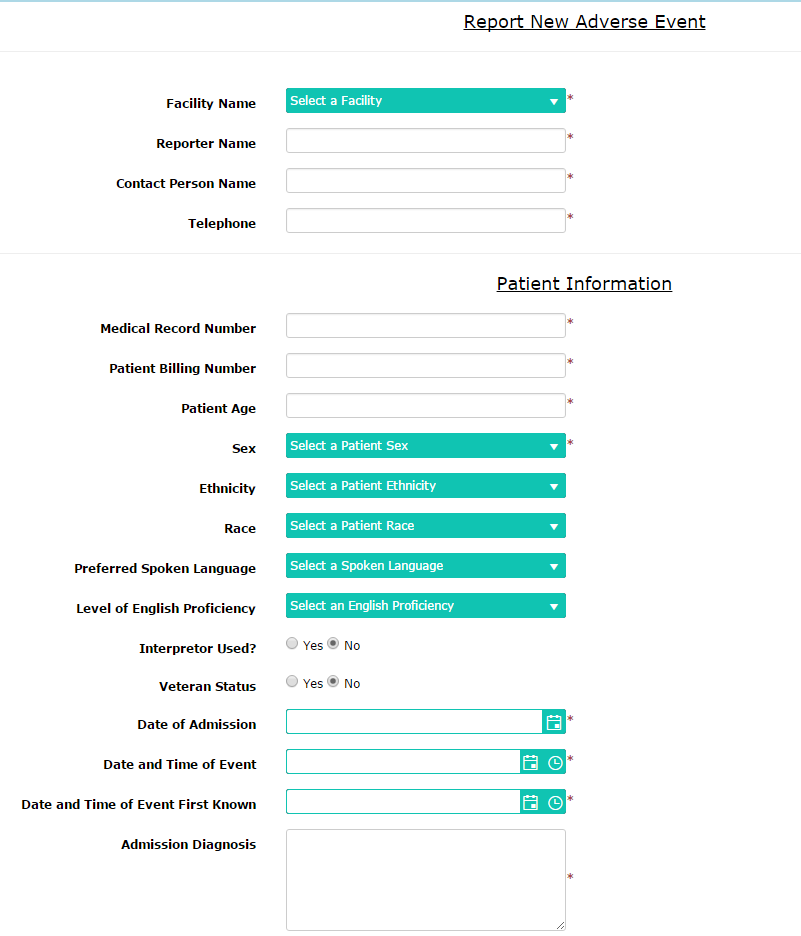 Report New Adverse Event
Facility Name Select a Facility *
Reporter Name *
Contact Person Name *
Telephone *
Patient Information
Medical Record Number *
Patient Billing Number *
Patient Age *
Sex Select a Patient Sex *
Ethnicity Select a Patient Ethnicity
Race Select a Patient Race
Preferred Spoken Language Select a Spoken Language
Level of English Proficiency Select an English Proficiency
Interpretor Used? Yes No
Veteran Status Yes No
Date of Admission *
Date and Time of Event *
Date and Time of Event First Known *
Admission Diagnosis *